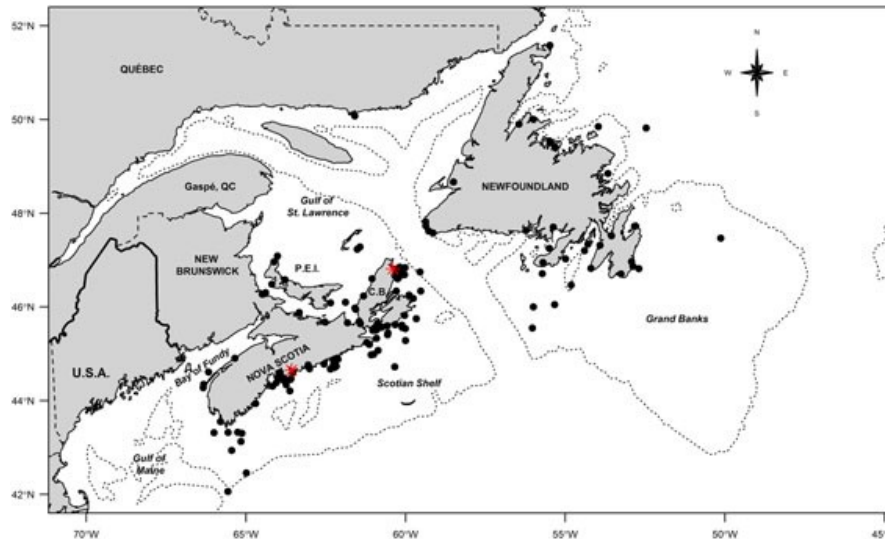 52°N
N
QUÉBEC
W E
50°N
S
Gaspé, QC
NEWFOUNDLAND
Gulf of
St. Lawrence
48°N
NEW
BRUNSWICK
P.E.I.
C.B.
46°N
Grand Banks
U.S.A.
Bay of Fundy
NOVA SCOTIA
Scotian Shelf
44°N
Gulf of
Maine
42°N
70°W 65°W 60°W 55°W 50°W 45°